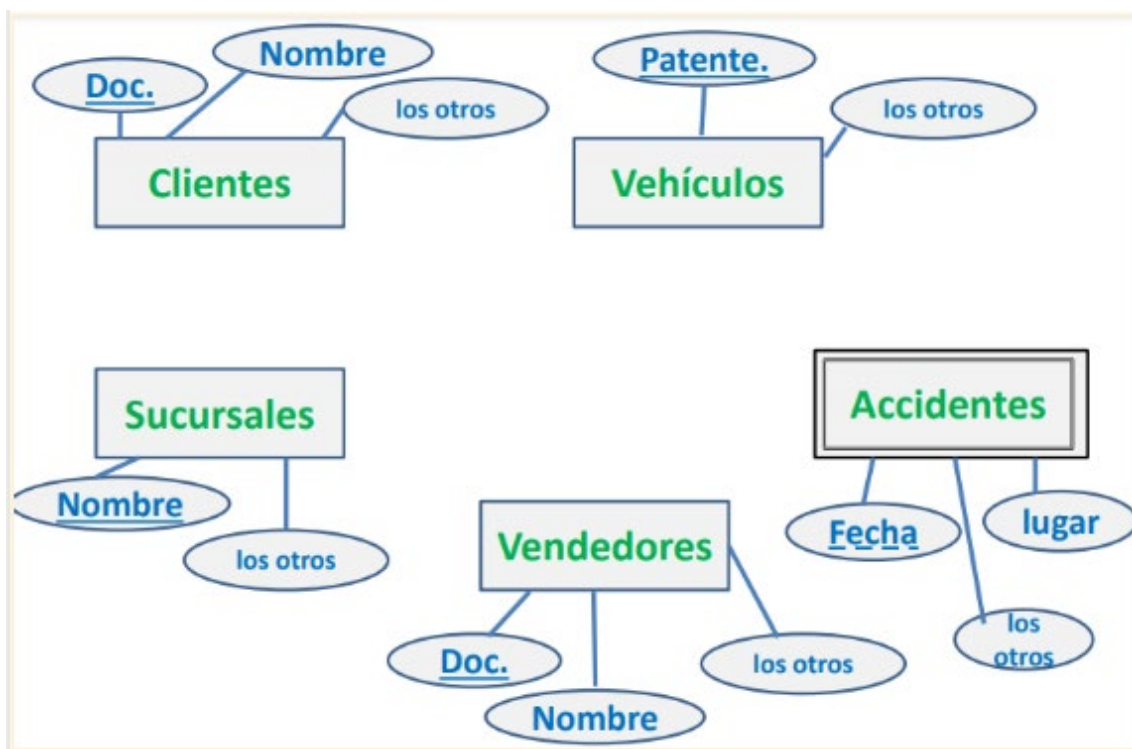 Doc.
Nombre
los otros
Clientes
Patente.
los otros
Vehículos
Sucursales
Nombre
los otros
Accidentes
Fecha
lugar
los
otros
Vendedores
Doc.
Nombre
los otros